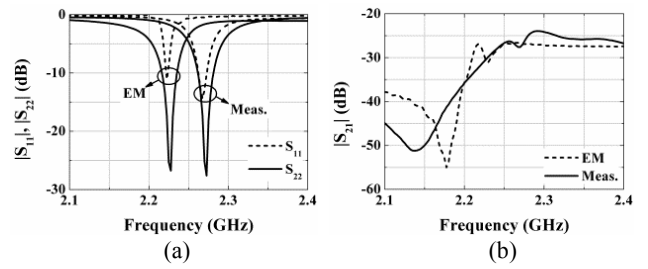 (a)
0
-10
-20
-30
|S11|, |S22| (dB)
EM
Meas.
S11
S22
2.1
2.2
2.3
2.4
Frequency (GHz)
(a)
(b)
-20
-30
-40
-50
-60
|S21| (dB)
EM
Meas.
2.1
2.2
2.3
2.4
Frequency (GHz)
(b)